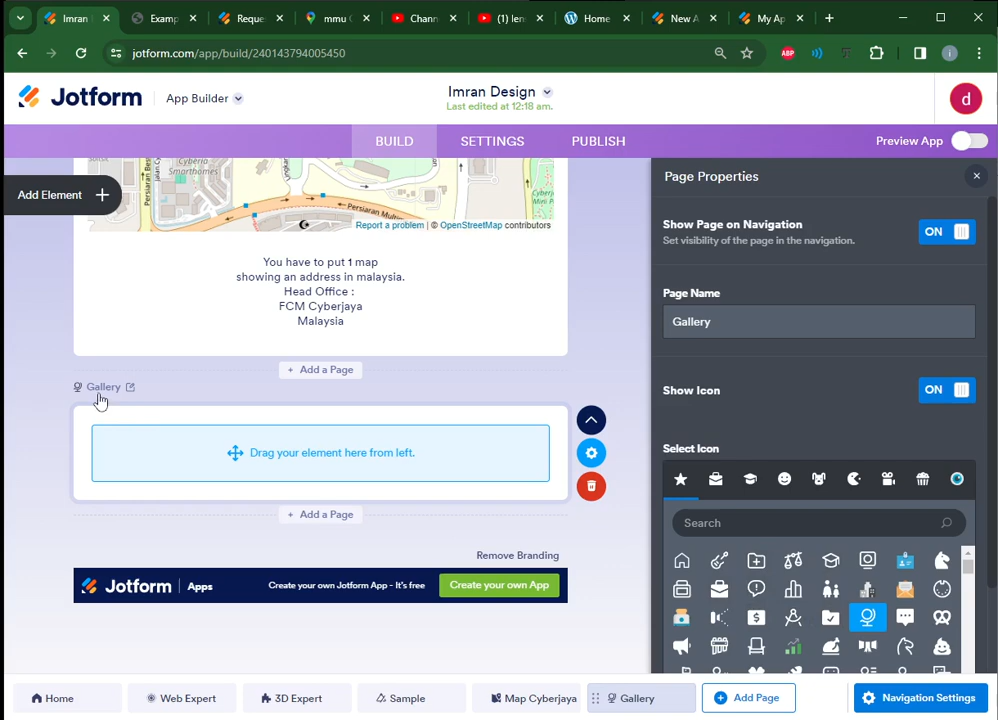 Imran
Examp
Reque
mmu
Chann
(1) len
Home
New A
My Ap
jotform.com/app/build/240143794005450
ABP
i
Jotform
App Builder
Imran Design
Last edited at 12:18 am.
d
BUILD
SETTINGS
PUBLISH
Preview App
Add Element
Smarthomes
Persiaran Multi
Report a problem | © OpenStreetMap contributors
You have to put 1 map
showing an address in malaysia.
Head Office :
FCM Cyberjaya
Malaysia
+ Add a Page
Gallery
Drag your element here from left.
+ Add a Page
Remove Branding
Jotform Apps
Create your own Jotform App - It's free
Create your own App
Page Properties
Show Page on Navigation
Set visibility of the page in the navigation.
ON
Page Name
Gallery
Show Icon
ON
Select Icon
Search
Home
Web Expert
3D Expert
Sample
Map Cyberjaya
Gallery
Add Page
Navigation Settings